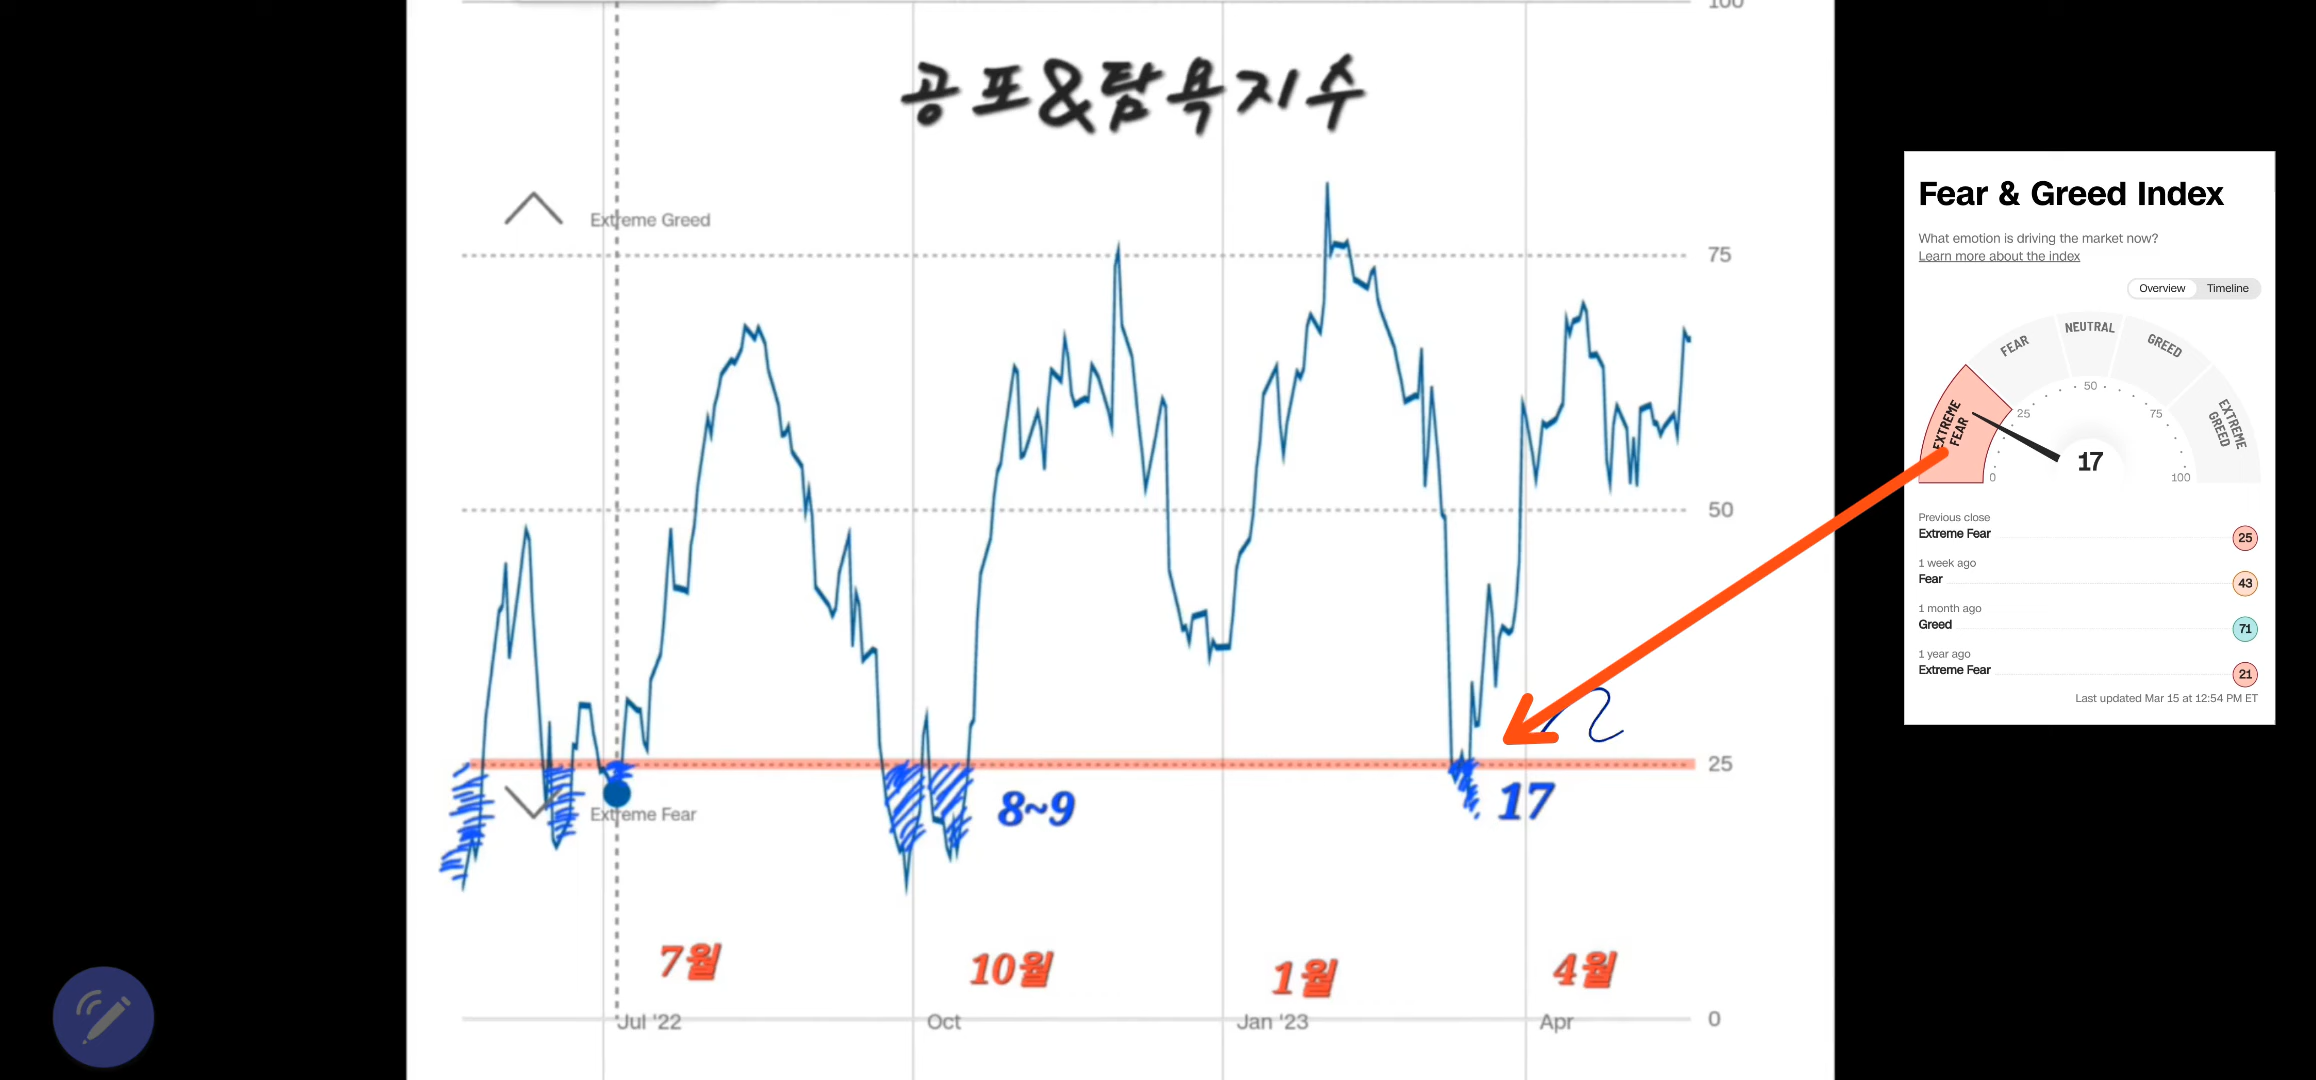 100
공포&탐욕지수
Extreme Greed
75
50
25
Extreme Fear
8~9
17
7월
10월
1월
4월
Jul '22
Oct
Jan '23
Apr
0
Fear & Greed Index
What emotion is driving the market now?
Learn more about the index
Overview Timeline
EXTREME FEAR
FEAR
NEUTRAL
GREED
EXTREME GREED
0
25
50
75
100
17
Previous close
Extreme Fear 25
1 week ago
Fear 43
1 month ago
Greed 71
1 year ago
Extreme Fear 21
Last updated Mar 15 at 12:54 PM ET